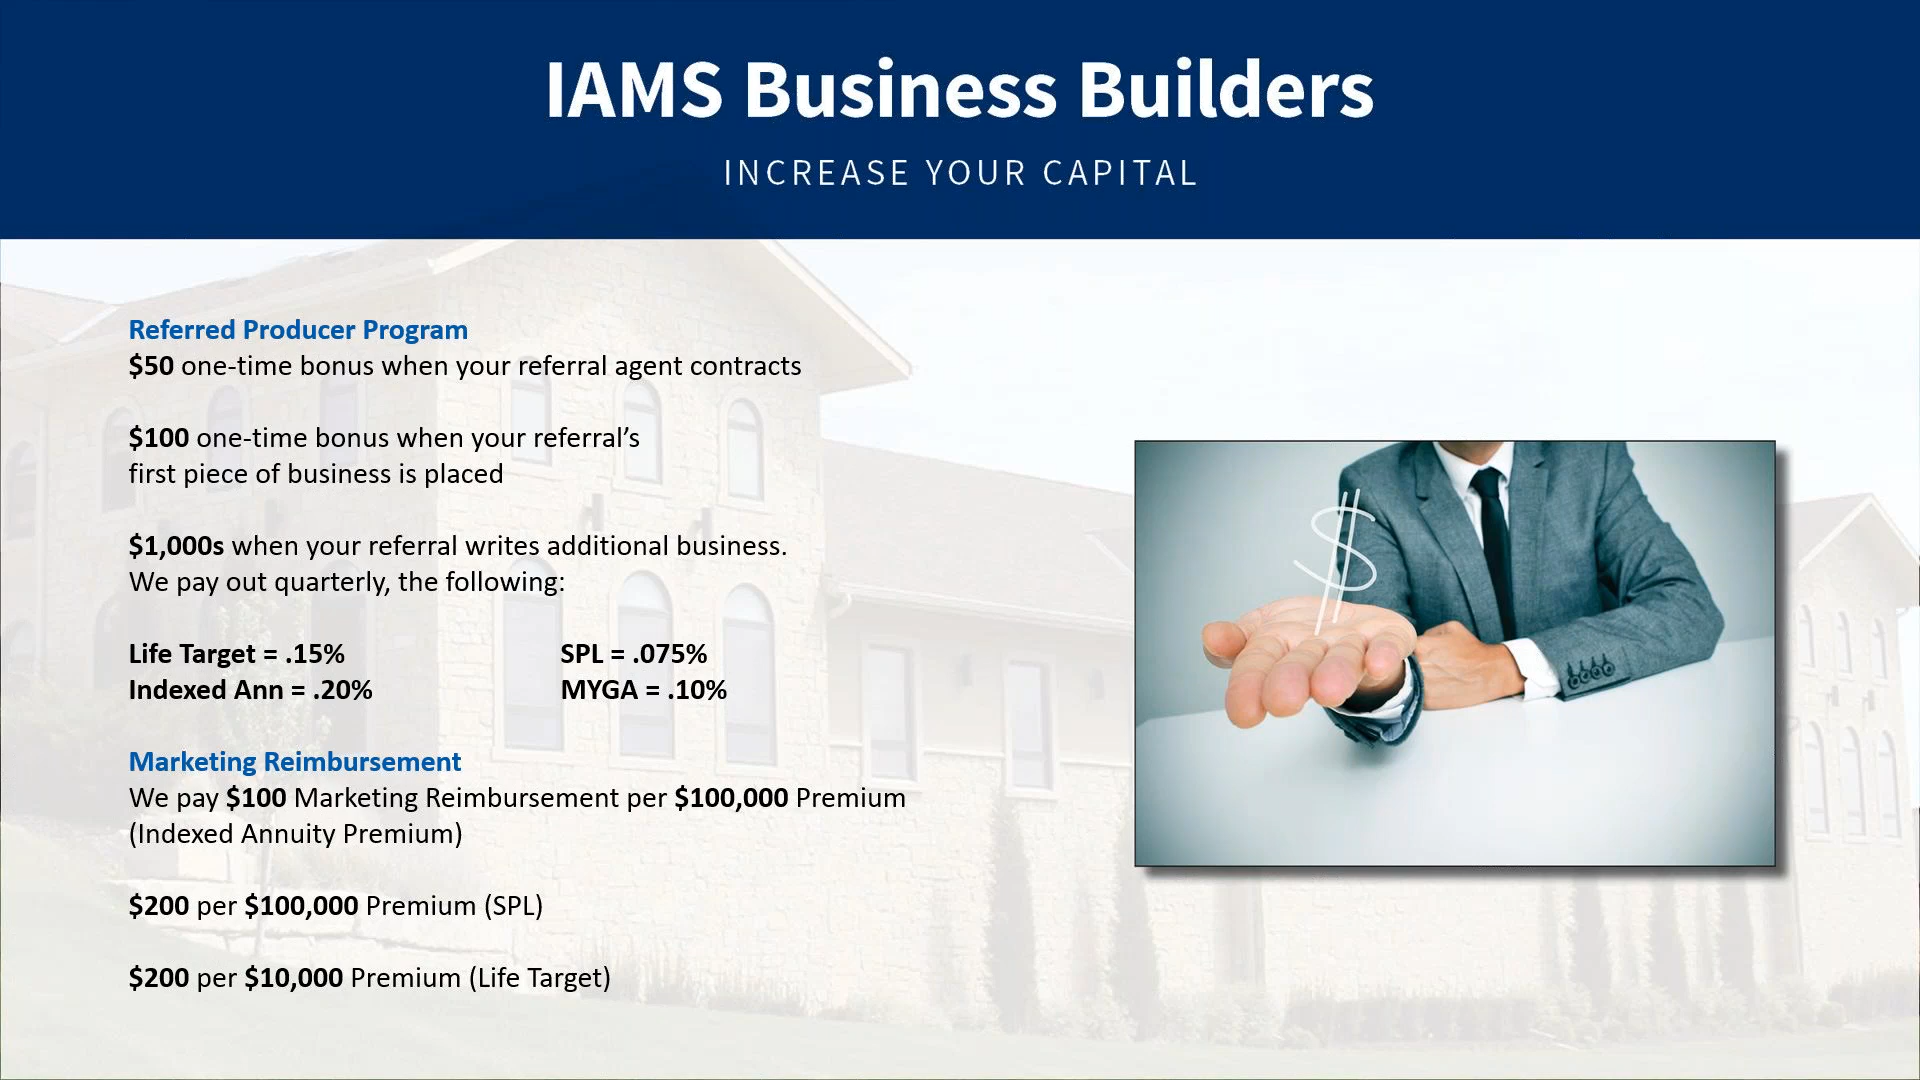 IAMS Business Builders
INCREASE YOUR CAPITAL
Referred Producer Program
$50 one-time bonus when your referral agent contracts
$100 one-time bonus when your referral’s
first piece of business is placed
$1,000s when your referral writes additional business.
We pay out quarterly, the following:
Life Target = .15% SPL = .075%
Indexed Ann = .20% MYGA = .10%
Marketing Reimbursement
We pay $100 Marketing Reimbursement per $100,000 Premium
(Indexed Annuity Premium)
$200 per $100,000 Premium (SPL)
$200 per $10,000 Premium (Life Target)
$